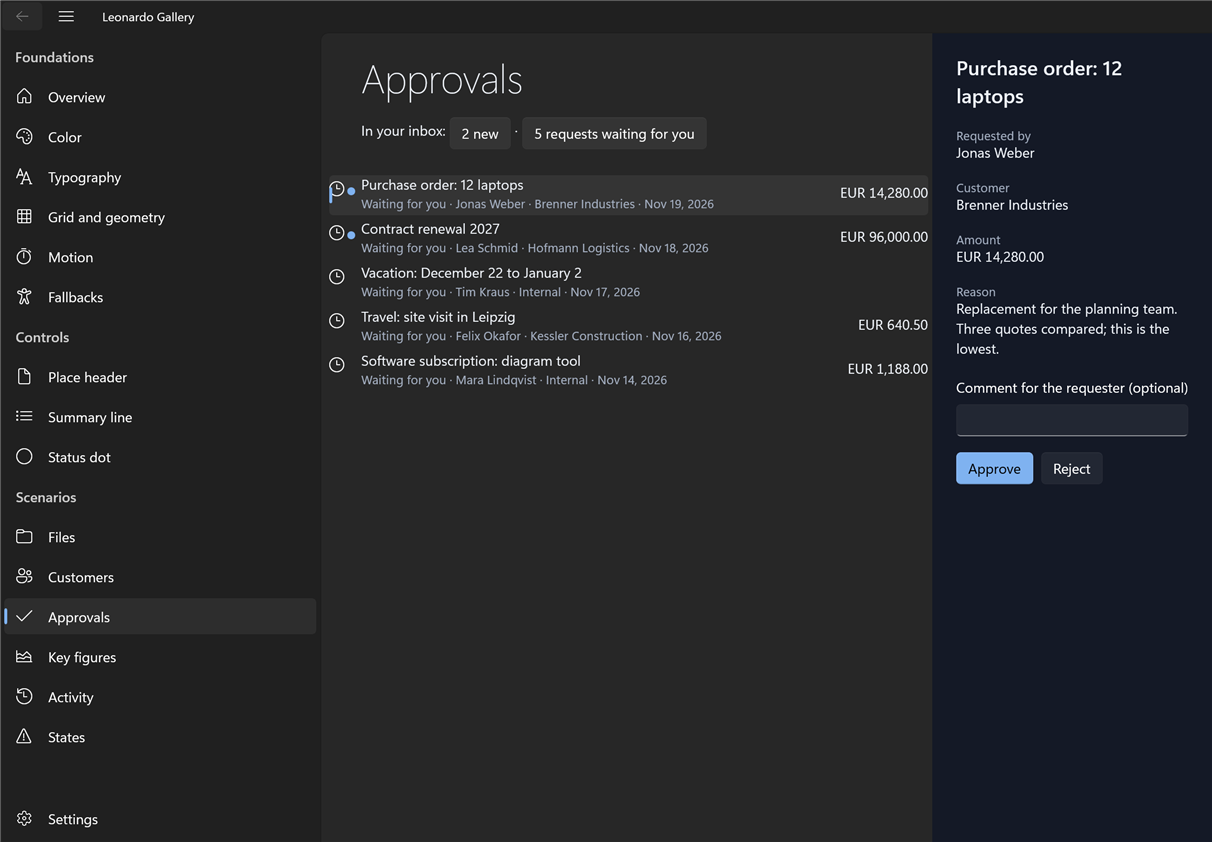 Leonardo Gallery
Foundations
Overview
Color
Typography
Grid and geometry
Motion
Fallbacks
Controls
Place header
Summary line
Status dot
Scenarios
Files
Customers
Approvals
Key figures
Activity
States
Settings
Approvals
In your inbox: 2 new · 5 requests waiting for you
Purchase order: 12 laptops
Waiting for you · Jonas Weber · Brenner Industries · Nov 19, 2026
EUR 14,280.00
Contract renewal 2027
Waiting for you · Lea Schmid · Hofmann Logistics · Nov 18, 2026
EUR 96,000.00
Vacation: December 22 to January 2
Waiting for you · Tim Kraus · Internal · Nov 17, 2026
Travel: site visit in Leipzig
Waiting for you · Felix Okafor · Kessler Construction · Nov 16, 2026
EUR 640.50
Software subscription: diagram tool
Waiting for you · Mara Lindqvist · Internal · Nov 14, 2026
EUR 1,188.00
Purchase order: 12
laptops
Requested by
Jonas Weber
Customer
Brenner Industries
Amount
EUR 14,280.00
Reason
Replacement for the planning team.
Three quotes compared; this is the
lowest.
Comment for the requester (optional)
Approve
Reject